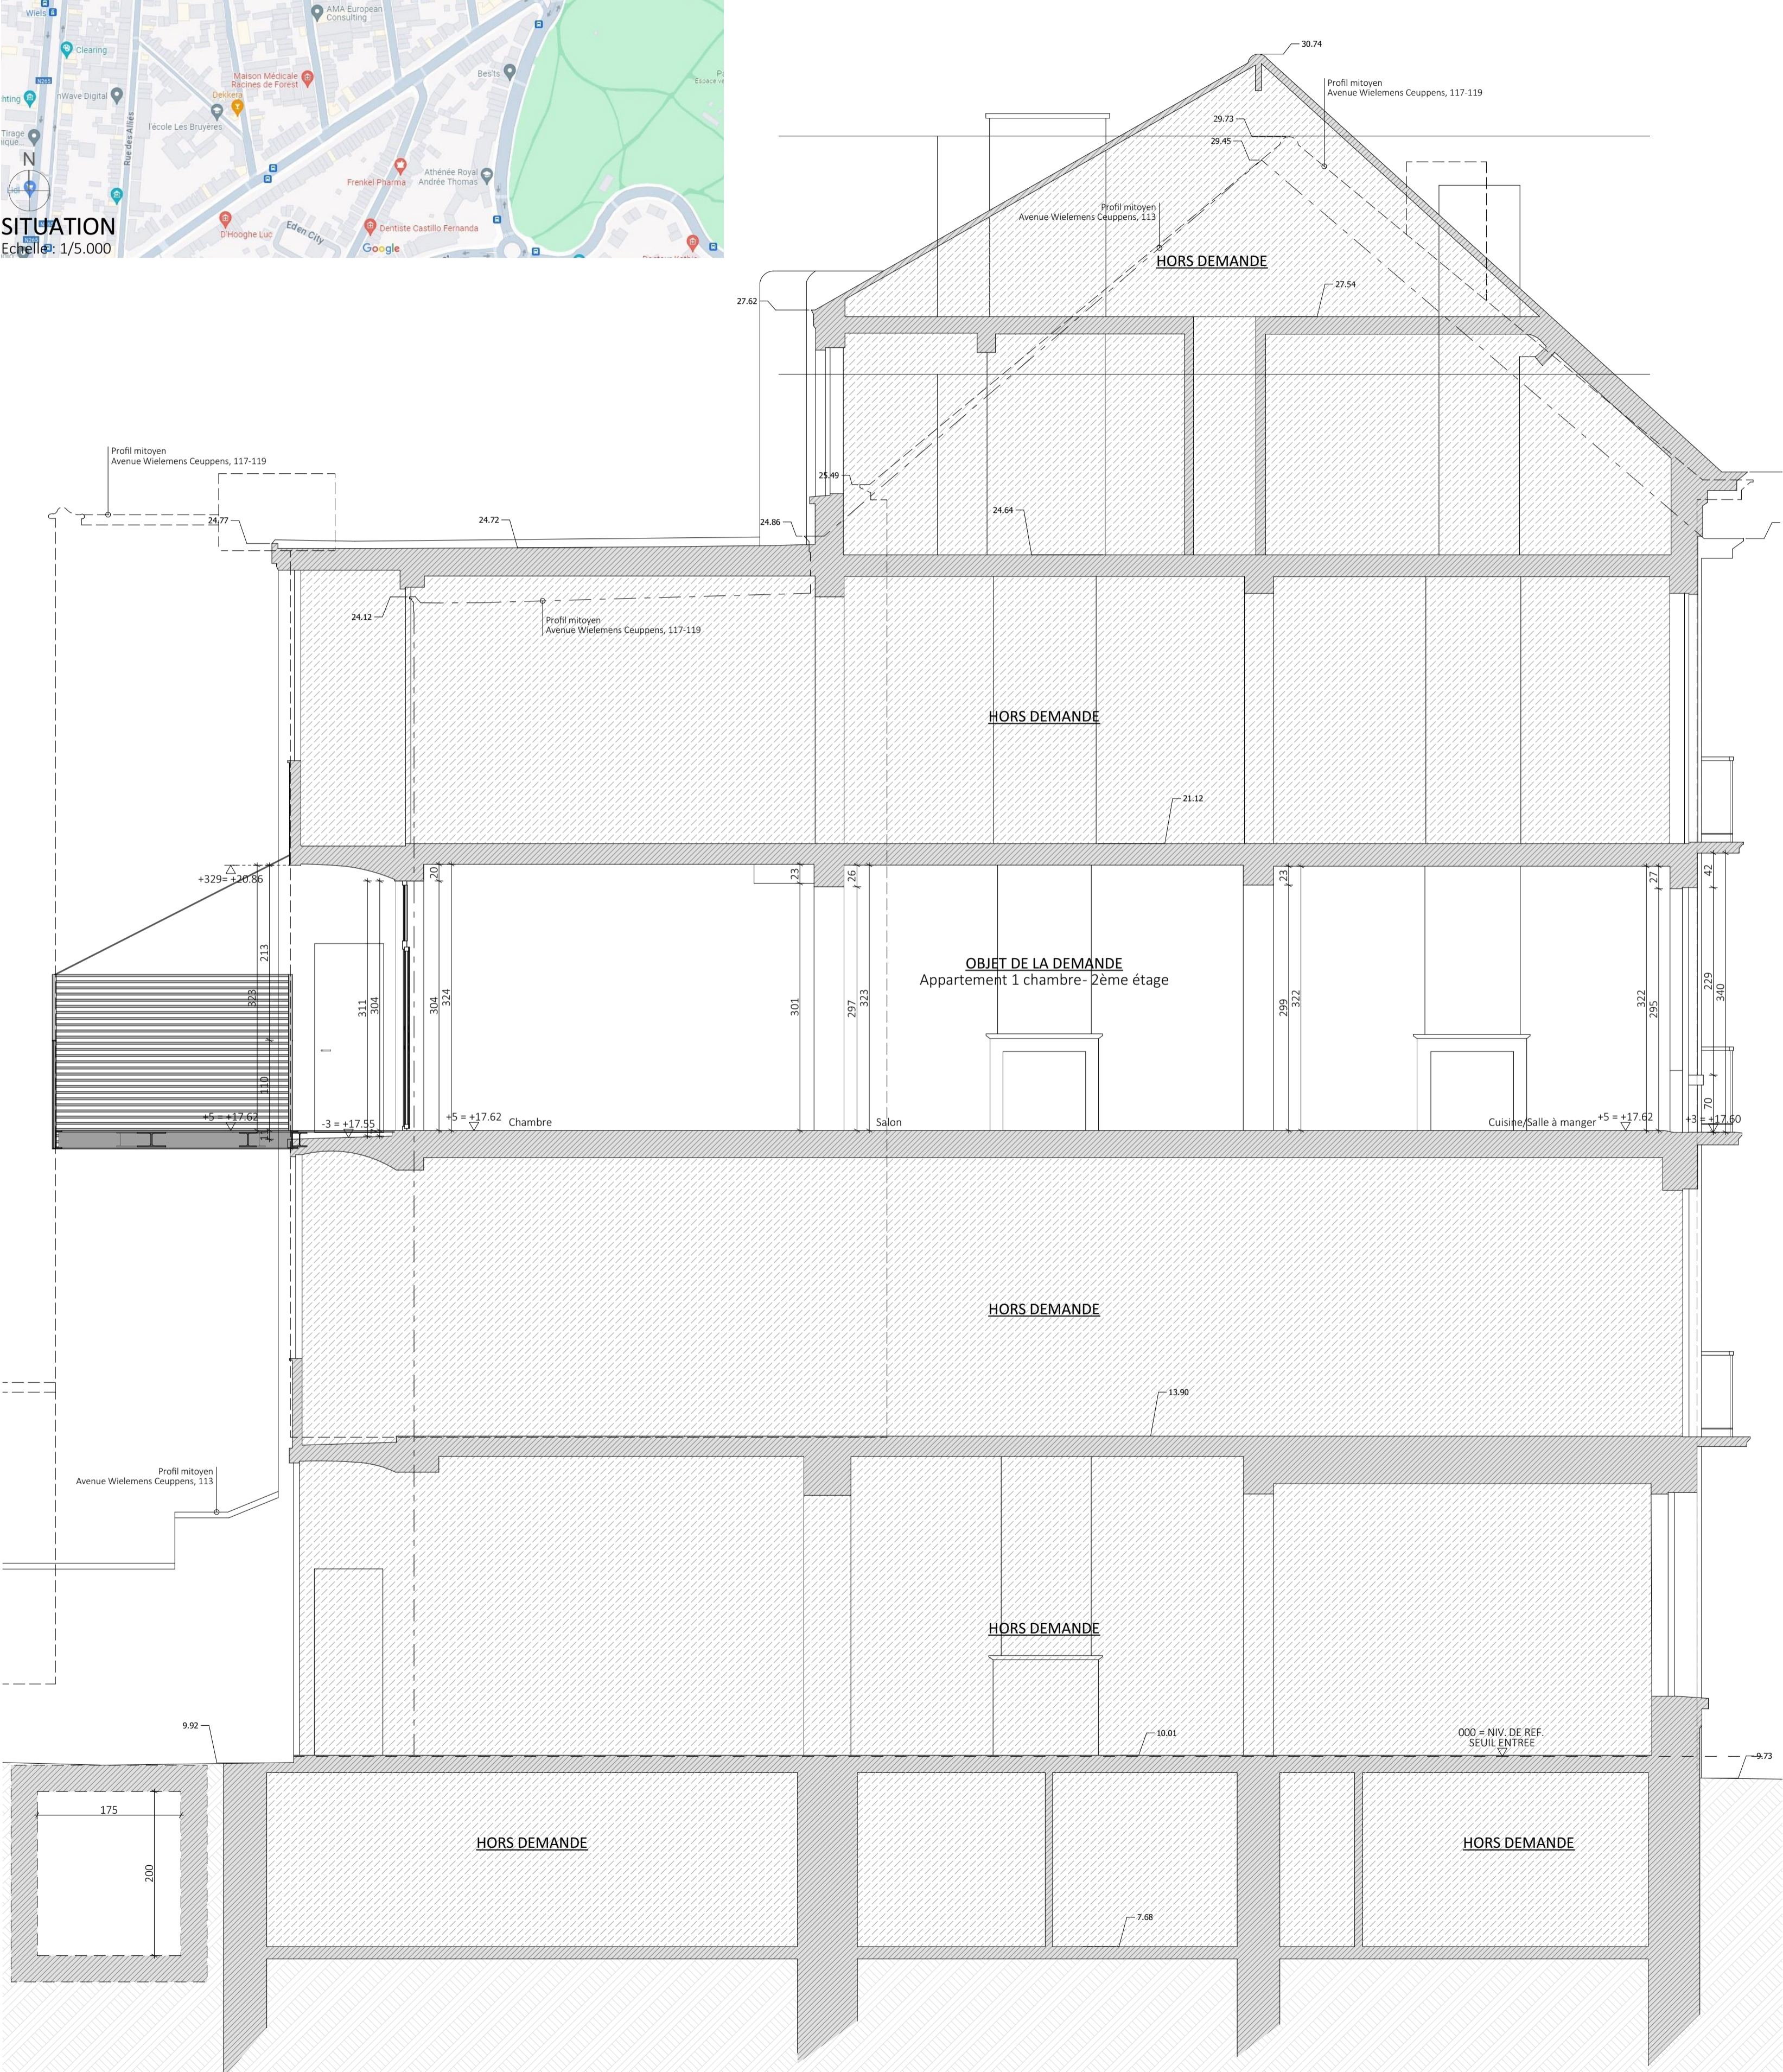 Wiels
AMA European
Consulting
Clearing
N265
Maison Médicale
Racines de Forest
Bes'ts
nWave Digital
Dekkera
l'école Les Bruyères
Rue des Alliés
N
Athénée Royal
Andrée Thomas
Frenkel Pharma
Lidl
SITUATION
Echelle : 1/5.000
D'Hooghe Luc
Eden City
Dentiste Castillo Fernanda
Google
30.74
Profil mitoyen
Avenue Wielemens Ceuppens, 117-119
29.73
29.45
Profil mitoyen
Avenue Wielemens Ceuppens, 113
HORS DEMANDE
27.62
27.54
Profil mitoyen
Avenue Wielemens Ceuppens, 117-119
25.49
24.77
24.72
24.86
24.64
24.12
Profil mitoyen
Avenue Wielemens Ceuppens, 117-119
HORS DEMANDE
21.12
+329= +20.86
20
23
26
23
27
42
213
323
311
304
304
324
301
297
323
OBJET DE LA DEMANDE
Appartement 1 chambre- 2ème étage
299
322
322
295
229
340
110
70
+5 = +17.62
-3 = +17.55
+5 = +17.62
Chambre
Salon
Cuisine/Salle à manger
+5 = +17.62
+3 = +17.60
HORS DEMANDE
13.90
Profil mitoyen
Avenue Wielemens Ceuppens, 113
HORS DEMANDE
9.92
10.01
000 = NIV. DE REF.
SEUIL ENTREE
9.73
175
200
HORS DEMANDE
HORS DEMANDE
7.68